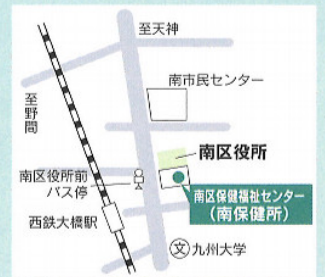 至天神
南市民センター
至野間
南区役所
南区役所前
バス停
南区保健福祉センター
(南保健所)
西鉄大橋駅
文 九州大学